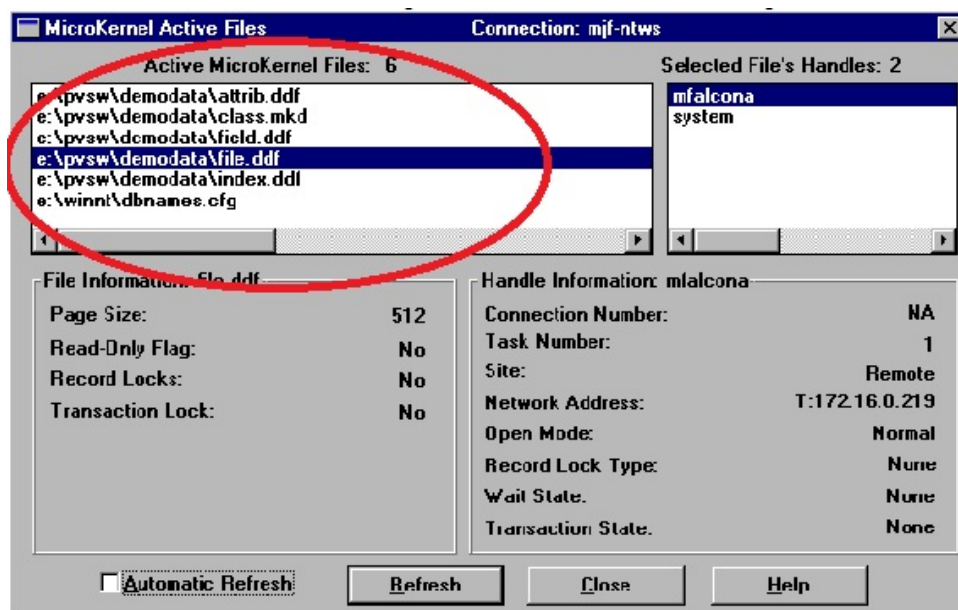 MicroKernel Active Files Connection: mjf-ntws
Active MicroKernel Files: 6
e:\pvsw\demodata\attrib.ddf
e:\pvsw\demodata\class.mkd
e:\pvsw\demodata\field.ddf
e:\pvsw\demodata\file.ddf
e:\pvsw\demodata\index.ddf
e:\winnt\dbnames.cfg
Selected File's Handles: 2
mfalcona
system
File Information: file.ddf
Page Size: 512
Read-Only Flag: No
Record Locks: No
Transaction Lock: No
Handle Information: mfalcona
Connection Number: NA
Task Number: 1
Site: Remote
Network Address: T:172.16.0.219
Open Mode: Normal
Record Lock Type: None
Wait State: None
Transaction State: None
Automatic Refresh
Refresh
Close
Help